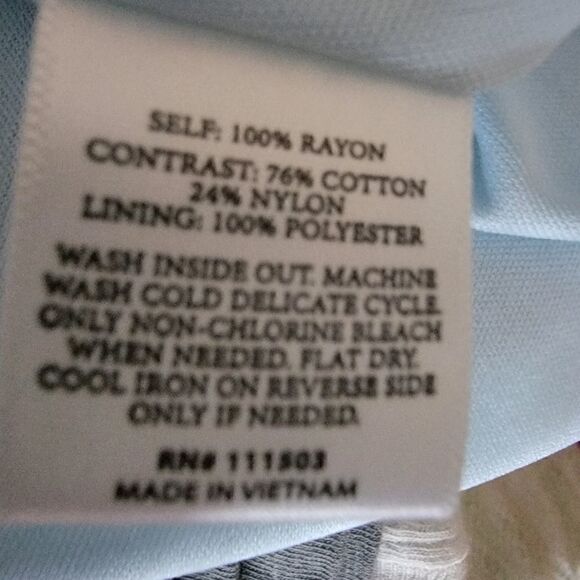 SELF: 100% RAYON
CONTRAST: 76% COTTON
24% NYLON
LINING: 100% POLYESTER
WASH INSIDE OUT. MACHINE
WASH COLD DELICATE CYCLE.
ONLY NON-CHLORINE BLEACH
WHEN NEEDED. FLAT DRY.
COOL IRON ON REVERSE SIDE
ONLY IF NEEDED.
RN# 111503
MADE IN VIETNAM